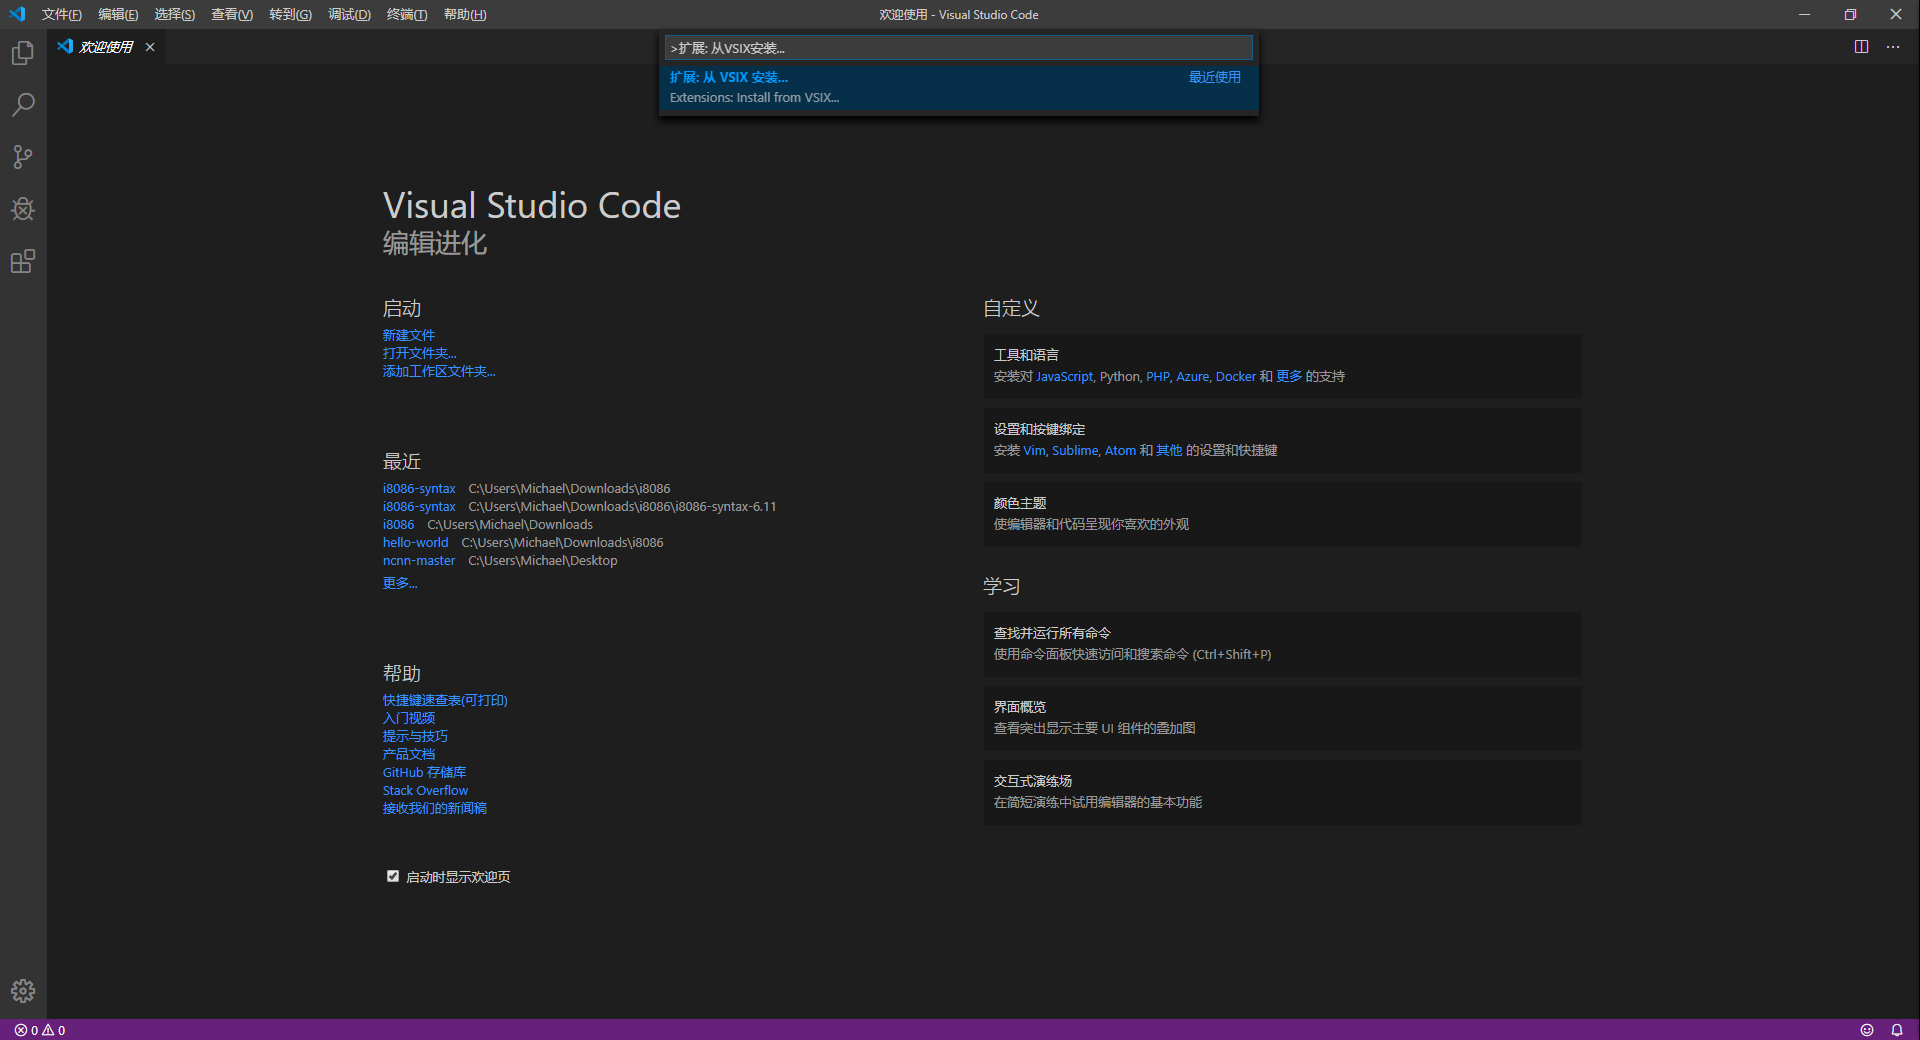 文件(F) 编辑(E) 选择(S) 查看(V) 转到(G) 调试(D) 终端(T) 帮助(H)
欢迎使用 - Visual Studio Code
欢迎使用
>扩展: 从VSIX安装...
扩展: 从 VSIX 安装... 最近使用
Extensions: Install from VSIX...
Visual Studio Code
编辑进化
启动
新建文件
打开文件夹...
添加工作区文件夹...
最近
i8086-syntax C:\Users\Michael\Downloads\i8086
i8086-syntax C:\Users\Michael\Downloads\i8086\i8086-syntax-6.11
i8086 C:\Users\Michael\Downloads
hello-world C:\Users\Michael\Downloads\i8086
ncnn-master C:\Users\Michael\Desktop
更多...
帮助
快捷键速查表(可打印)
入门视频
提示与技巧
产品文档
GitHub 存储库
Stack Overflow
接收我们的新闻稿
启动时显示欢迎页
自定义
工具和语言
安装对 JavaScript, Python, PHP, Azure, Docker 和 更多 的支持
设置和按键绑定
安装 Vim, Sublime, Atom 和 其他 的设置和快捷键
颜色主题
使编辑器和代码呈现你喜欢的外观
学习
查找并运行所有命令
使用命令面板快速访问和搜索命令 (Ctrl+Shift+P)
界面概览
查看突出显示主要 UI 组件的叠加图
交互式演练场
在简短演练中试用编辑器的基本功能
0 0